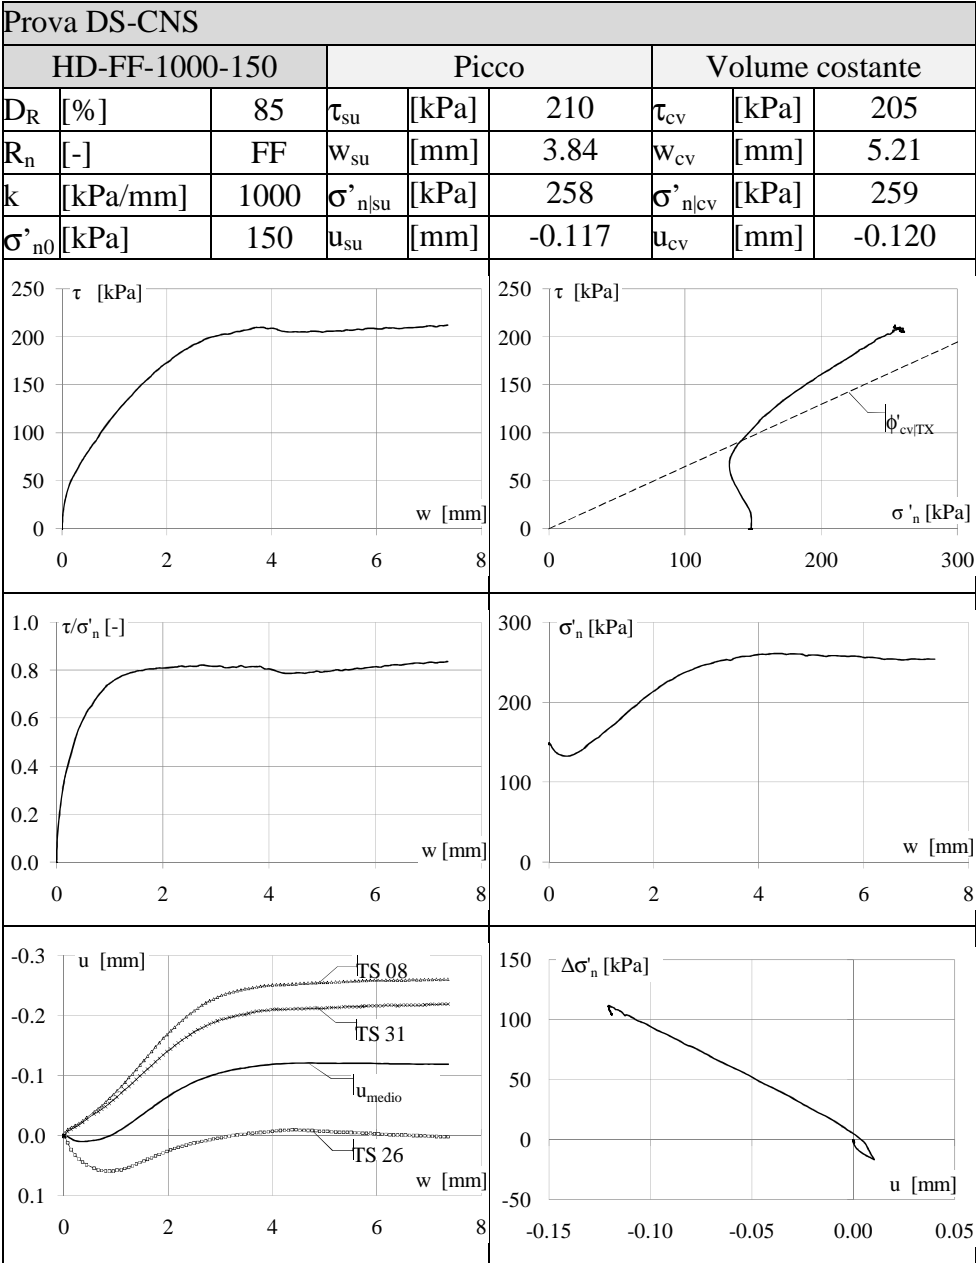 Prova DS-CNS
HD-FF-1000-150 Picco Volume costante
D_R [%] 85 τ_su [kPa] 210 τ_cv [kPa] 205
R_n [-] FF w_su [mm] 3.84 w_cv [mm] 5.21
k [kPa/mm] 1000 σ’_n|su [kPa] 258 σ’_n|cv [kPa] 259
σ’_n0 [kPa] 150 u_su [mm] -0.117 u_cv [mm] -0.120
τ [kPa]
250
200
150
100
50
0
w [mm]
0 2 4 6 8
τ [kPa]
250
200
150
100
50
0
ϕ'_cv|TX
σ'_n [kPa]
0 100 200 300
τ/σ'_n [-]
1.0
0.8
0.6
0.4
0.2
0.0
w [mm]
0 2 4 6 8
σ'_n [kPa]
300
200
100
0
w [mm]
0 2 4 6 8
u [mm]
-0.3
-0.2
-0.1
0.0
0.1
TS 08
TS 31
u_medio
TS 26
w [mm]
0 2 4 6 8
Δσ'_n [kPa]
150
100
50
0
-50
u [mm]
-0.15 -0.10 -0.05 0.00 0.05